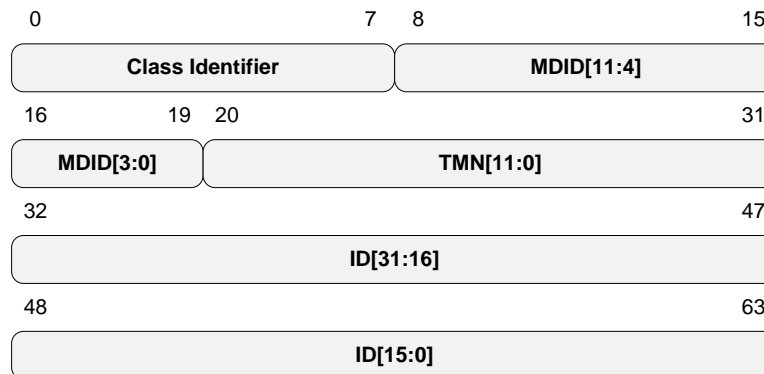 0 7 8 15
Class Identifier MDID[11:4]
16 19 20 31
MDID[3:0] TMN[11:0]
32 47
ID[31:16]
48 63
ID[15:0]